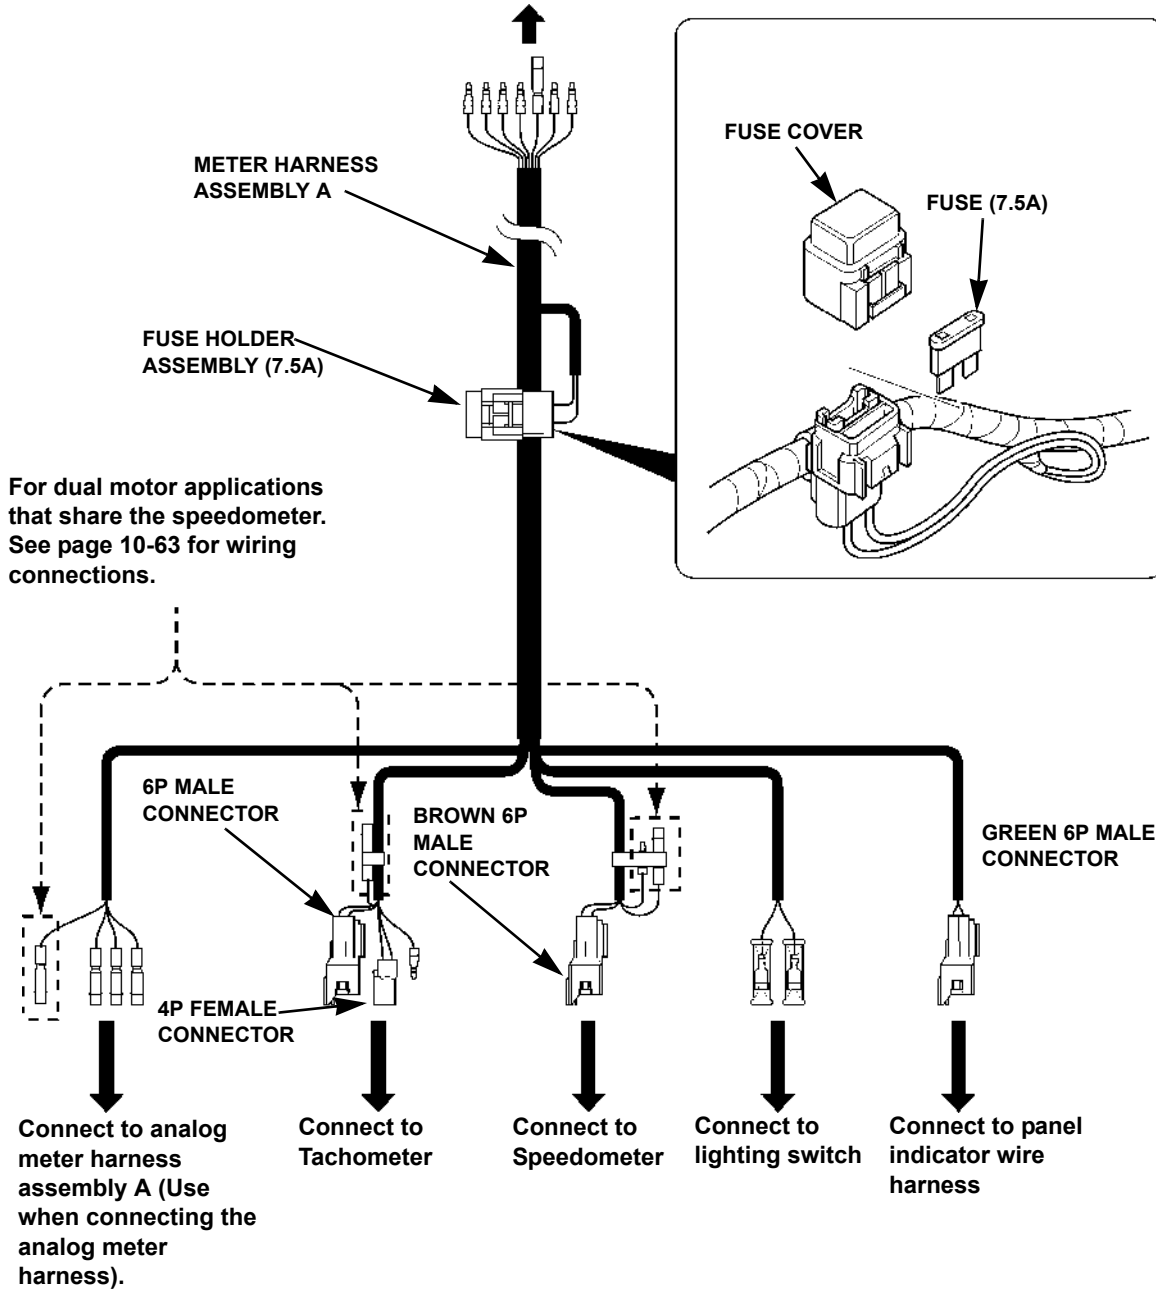 METER HARNESS
ASSEMBLY A
FUSE COVER
FUSE (7.5A)
FUSE HOLDER
ASSEMBLY (7.5A)
For dual motor applications
that share the speedometer.
See page 10-63 for wiring
connections.
6P MALE
CONNECTOR
BROWN 6P
MALE
CONNECTOR
GREEN 6P MALE
CONNECTOR
4P FEMALE
CONNECTOR
Connect to analog
meter harness
assembly A (Use
when connecting the
analog meter
harness).
Connect to
Tachometer
Connect to
Speedometer
Connect to
lighting switch
Connect to panel
indicator wire
harness